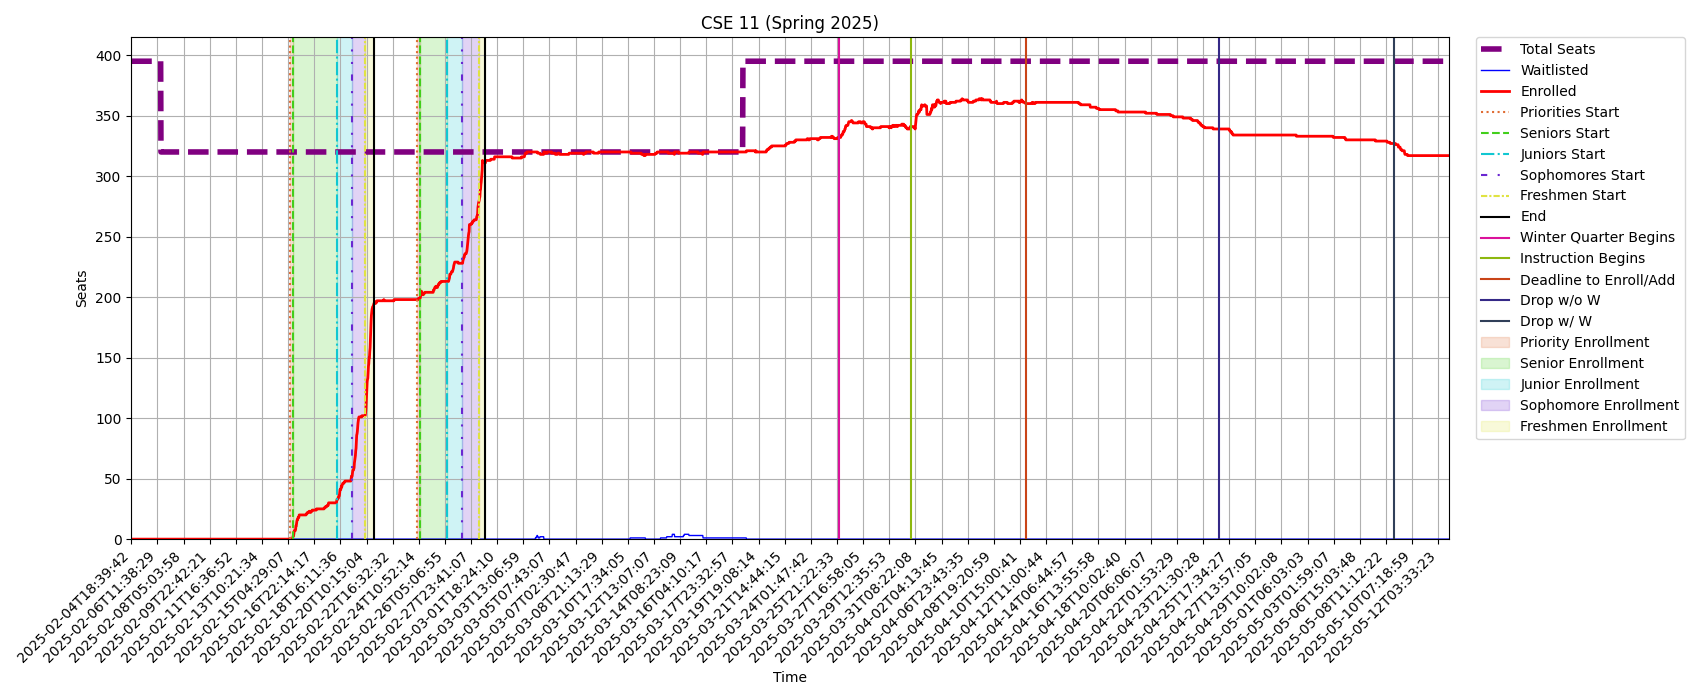 CSE 11 (Spring 2025)
Seats
400
350
300
250
200
150
100
50
0
2025-02-04T18:39:42
2025-02-06T11:38:29
2025-02-08T05:03:58
2025-02-09T22:42:21
2025-02-11T16:36:52
2025-02-13T10:21:34
2025-02-15T04:29:07
2025-02-16T22:14:17
2025-02-18T16:11:36
2025-02-20T10:15:04
2025-02-22T16:32:32
2025-02-24T10:52:14
2025-02-26T05:06:55
2025-02-27T23:41:07
2025-03-01T18:24:10
2025-03-03T13:06:59
2025-03-05T07:43:07
2025-03-07T02:30:47
2025-03-08T21:13:29
2025-03-10T17:34:05
2025-03-12T13:07:07
2025-03-14T08:23:09
2025-03-16T04:10:17
2025-03-17T23:32:57
2025-03-19T19:08:14
2025-03-21T14:44:15
2025-03-24T01:47:42
2025-03-25T21:22:33
2025-03-27T16:58:05
2025-03-29T12:35:53
2025-03-31T08:22:08
2025-04-02T04:13:45
2025-04-06T23:43:35
2025-04-08T19:20:59
2025-04-10T15:00:41
2025-04-12T11:00:44
2025-04-14T06:44:57
2025-04-16T13:55:58
2025-04-18T10:02:40
2025-04-20T06:06:07
2025-04-22T01:53:29
2025-04-23T21:30:28
2025-04-25T17:34:27
2025-04-27T13:57:05
2025-04-29T10:02:08
2025-05-01T06:03:03
2025-05-03T01:59:07
2025-05-06T15:03:48
2025-05-08T11:12:22
2025-05-10T07:18:59
2025-05-12T03:33:23
Time
Total Seats
Waitlisted
Enrolled
Priorities Start
Seniors Start
Juniors Start
Sophomores Start
Freshmen Start
End
Winter Quarter Begins
Instruction Begins
Deadline to Enroll/Add
Drop w/o W
Drop w/ W
Priority Enrollment
Senior Enrollment
Junior Enrollment
Sophomore Enrollment
Freshmen Enrollment